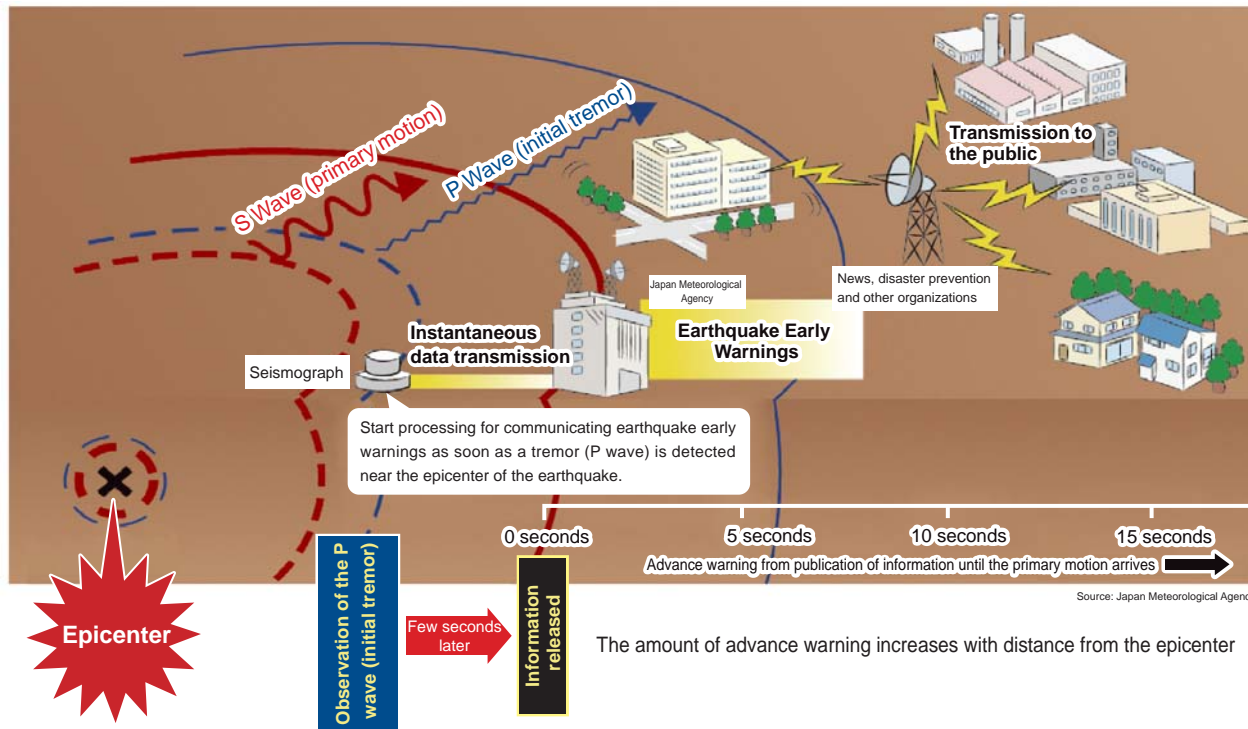 S Wave (primary motion)
P Wave (initial tremor)
Transmission to
the public
Japan Meteorological
Agency
News, disaster prevention
and other organizations
Earthquake Early
Warnings
Instantaneous
data transmission
Seismograph
Start processing for communicating earthquake early
warnings as soon as a tremor (P wave) is detected
near the epicenter of the earthquake.
0 seconds
5 seconds
10 seconds
15 seconds
Advance warning from publication of information until the primary motion arrives
Source: Japan Meteorological Agenc
Epicenter
Observation of the P
wave (initial tremor)
Few seconds
later
Information
released
The amount of advance warning increases with distance from the epicenter